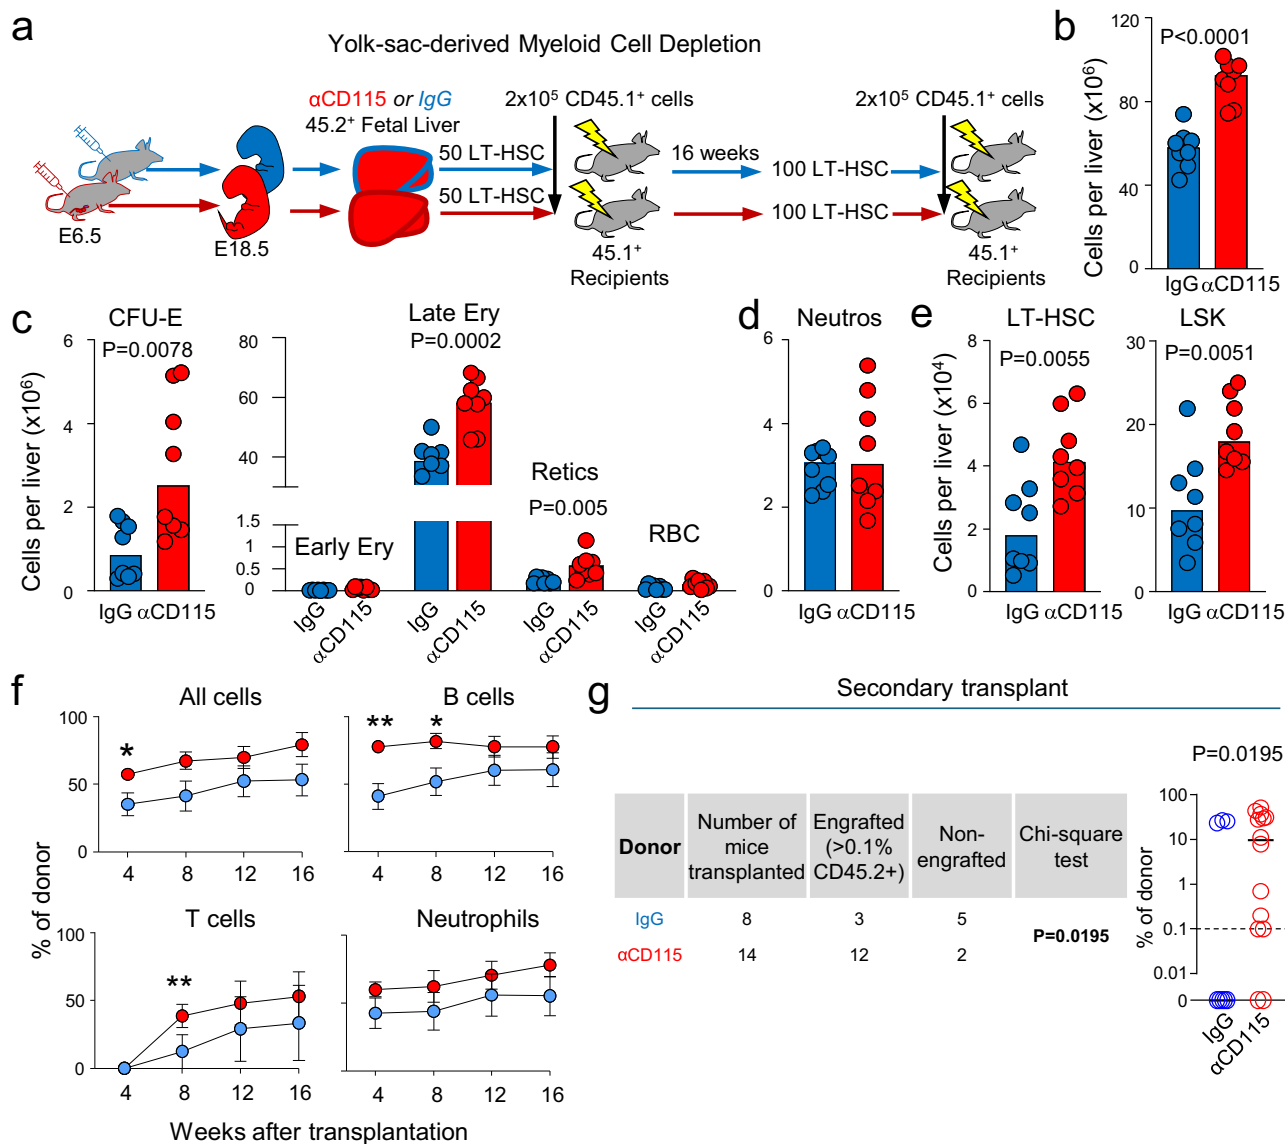 a
Yolk-sac-derived Myeloid Cell Depletion
αCD115 or IgG
45.2+ Fetal Liver
2x10⁵ CD45.1⁺ cells
2x10⁵ CD45.1⁺ cells
50 LT-HSC
50 LT-HSC
16 weeks
100 LT-HSC
100 LT-HSC
E6.5
E18.5
45.1⁺
Recipients
45.1⁺
Recipients
b
P<0.0001
Cells per liver (x10⁶)
120
80
40
0
IgG αCD115
c
CFU-E
P=0.0078
Cells per liver (x10⁶)
6
4
2
0
IgG αCD115
80
60
40
1.5
1
0.5
0
Early Ery
Late Ery
P=0.0002
Retics
P=0.005
RBC
IgG
αCD115
IgG
αCD115
IgG
αCD115
IgG
αCD115
d
Neutros
6
4
2
0
IgG αCD115
e
LT-HSC
P=0.0055
Cells per liver (x10⁴)
8
6
4
2
0
IgG αCD115
LSK
P=0.0051
30
20
10
0
IgG αCD115
f
All cells
100
50
*
4 8 12 16
B cells
** *
4 8 12 16
T cells
100
50
0
**
4 8 12 16
Neutrophils
4 8 12 16
% of donor
Weeks after transplantation
g
Secondary transplant
Donor
Number of
mice
transplanted
Engrafted
(>0.1%
CD45.2+)
Non-
engrafted
Chi-square
test
IgG 8 3 5
αCD115 14 12 2
P=0.0195
P=0.0195
% of donor
100
10
1
0.1
0.01
0
IgG
αCD115